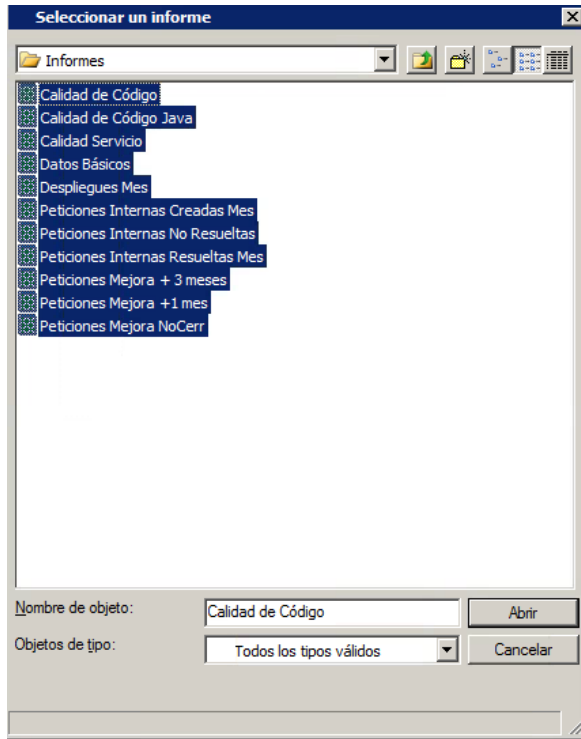 Seleccionar un informe
Informes
Calidad de Código
Calidad de Código Java
Calidad Servicio
Datos Básicos
Despliegues Mes
Peticiones Internas Creadas Mes
Peticiones Internas No Resueltas
Peticiones Internas Resueltas Mes
Peticiones Mejora + 3 meses
Peticiones Mejora +1 mes
Peticiones Mejora NoCerr
Nombre de objeto: Calidad de Código Abrir
Objetos de tipo: Todos los tipos válidos Cancelar